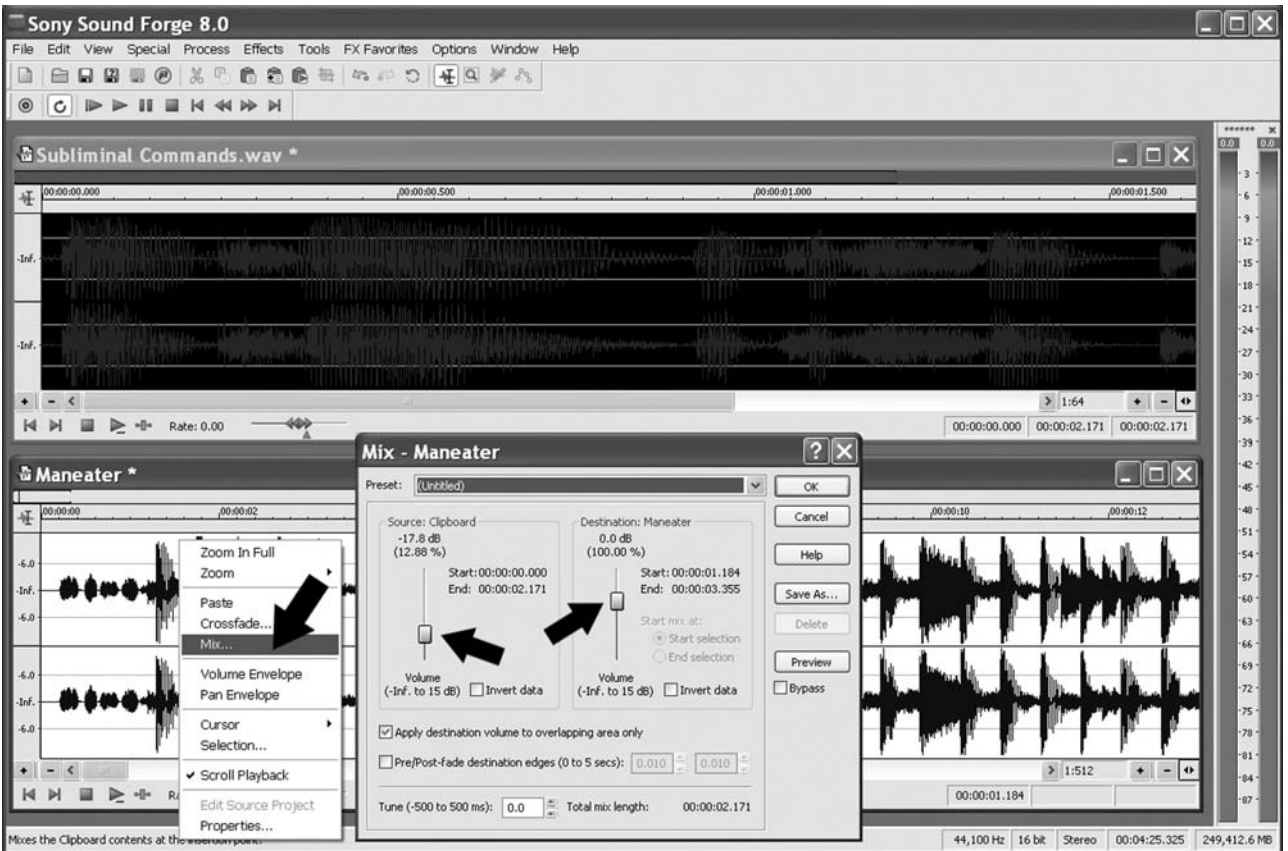 Sony Sound Forge 8.0
File Edit View Special Process Effects Tools FX Favorites Options Window Help
Subliminal Commands.wav *
00:00:00.000 00:00:00.500 00:00:01.000 00:00:01.500
-Inf.
-Inf.
1:64
Rate: 0.00
00:00:00.000 00:00:02.171 00:00:02.171
0.0 0.0
-3-
-6-
-9-
-12-
-15-
-18-
-21-
-24-
-27-
-30-
-33-
-36-
-39-
-42-
-45-
-48-
-51-
-54-
-57-
-60-
-63-
-66-
-69-
-72-
-75-
-78-
-81-
-84-
-87-
Maneater *
00:00:00 00:00:02 00:00:10 00:00:12
-6.0
-Inf.
-6.0
-6.0
-Inf.
-6.0
Zoom In Full
Zoom
Paste
Crossfade...
Mix...
Volume Envelope
Pan Envelope
Cursor
Selection...
Scroll Playback
Edit Source Project
Properties...
Mix - Maneater
Preset: (Untitled)
Source: Clipboard
-17.8 dB
(12.88 %)
Start: 00:00:00.000
End: 00:00:02.171
Volume
(-Inf. to 15 dB) Invert data
Destination: Maneater
0.0 dB
(100.00 %)
Start: 00:00:01.184
End: 00:00:03.355
Start mix at:
Start selection
End selection
Volume
(-Inf. to 15 dB) Invert data
Apply destination volume to overlapping area only
Pre/Post-fade destination edges (0 to 5 secs): 0.010 0.010
Tune (-500 to 500 ms): 0.0 Total mix length: 00:00:02.171
OK
Cancel
Help
Save As...
Delete
Preview
Bypass
1:512
00:00:01.184
Mixes the Clipboard contents at the insertion point.
44,100 Hz 16 bit Stereo 00:04:25.325 249,412.6 MB